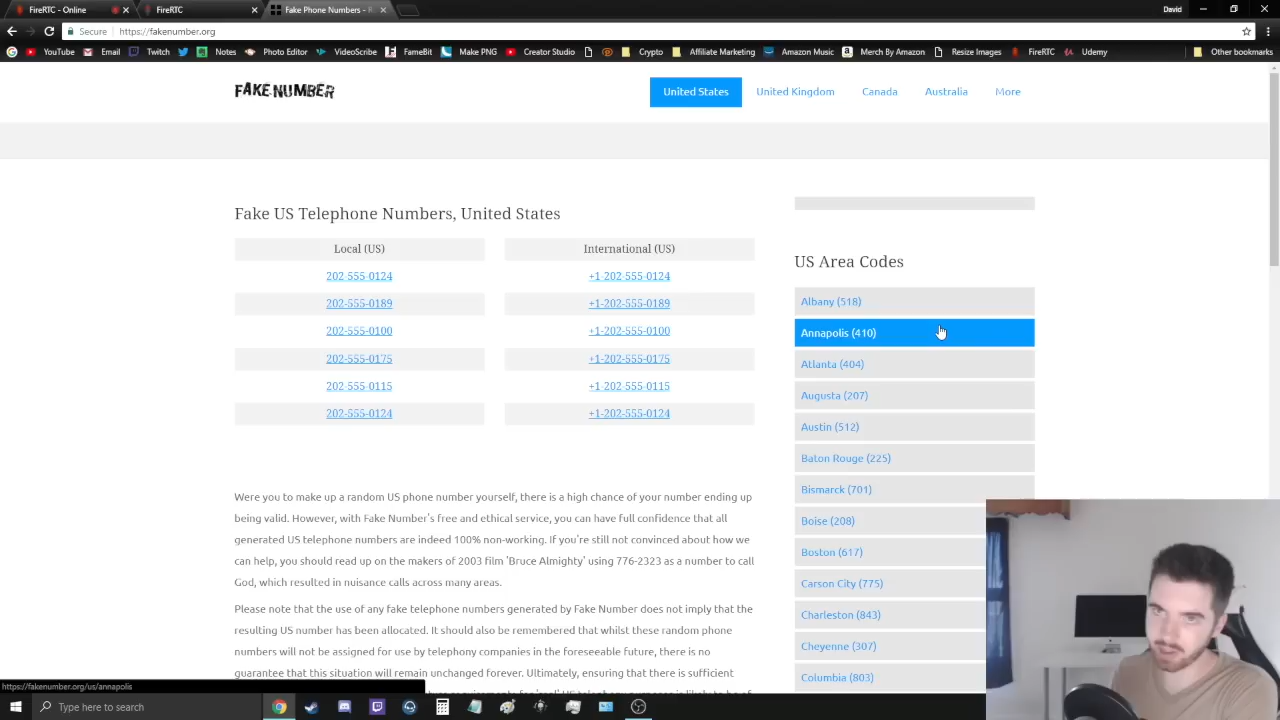 FireRTC - Online
FireRTC
Fake Phone Numbers - R
David
Secure https://fakenumber.org
YouTube Email Twitch Notes Photo Editor VideoScribe FameBit Make PNG Creator Studio Crypto Affiliate Marketing Amazon Music Merch By Amazon Resize Images FireRTC Udemy Other bookmarks
FAKE NUMBER
United States United Kingdom Canada Australia More
Fake US Telephone Numbers, United States
Local (US) International (US)
202-555-0124 +1-202-555-0124
202-555-0189 +1-202-555-0189
202-555-0100 +1-202-555-0100
202-555-0175 +1-202-555-0175
202-555-0115 +1-202-555-0115
202-555-0124 +1-202-555-0124
Were you to make up a random US phone number yourself, there is a high chance of your number ending up
being valid. However, with Fake Number's free and ethical service, you can have full confidence that all
generated US telephone numbers are indeed 100% non-working. If you're still not convinced about how we
can help, you should read up on the makers of 2003 film 'Bruce Almighty' using 776-2323 as a number to call
God, which resulted in nuisance calls across many areas.
Please note that the use of any fake telephone numbers generated by Fake Number does not imply that the
resulting US number has been allocated. It should also be remembered that whilst these random phone
numbers will not be assigned for use by telephony companies in the foreseeable future, there is no
guarantee that this situation will remain unchanged forever. Ultimately, ensuring that there is sufficient
US Area Codes
Albany (518)
Annapolis (410)
Atlanta (404)
Augusta (207)
Austin (512)
Baton Rouge (225)
Bismarck (701)
Boise (208)
Boston (617)
Carson City (775)
Charleston (843)
Cheyenne (307)
Columbia (803)
https://fakenumber.org/us/annapolis
Type here to search